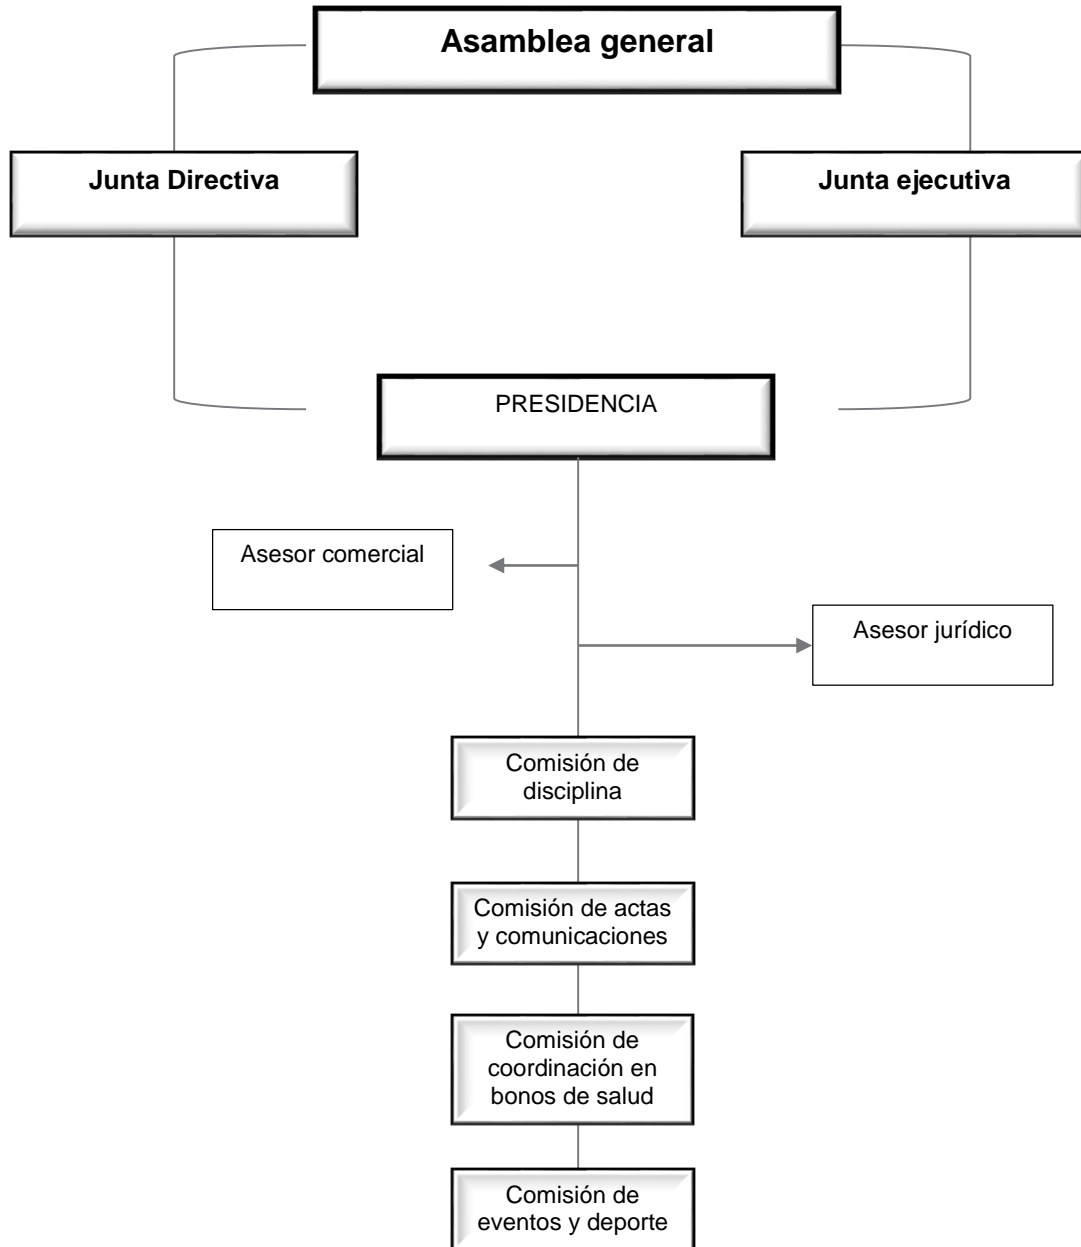 Asamblea general
Junta Directiva
Junta ejecutiva
PRESIDENCIA
Asesor comercial
Asesor jurídico
Comisión de
disciplina
Comisión de actas
y comunicaciones
Comisión de
coordinación en
bonos de salud
Comisión de
eventos y deporte